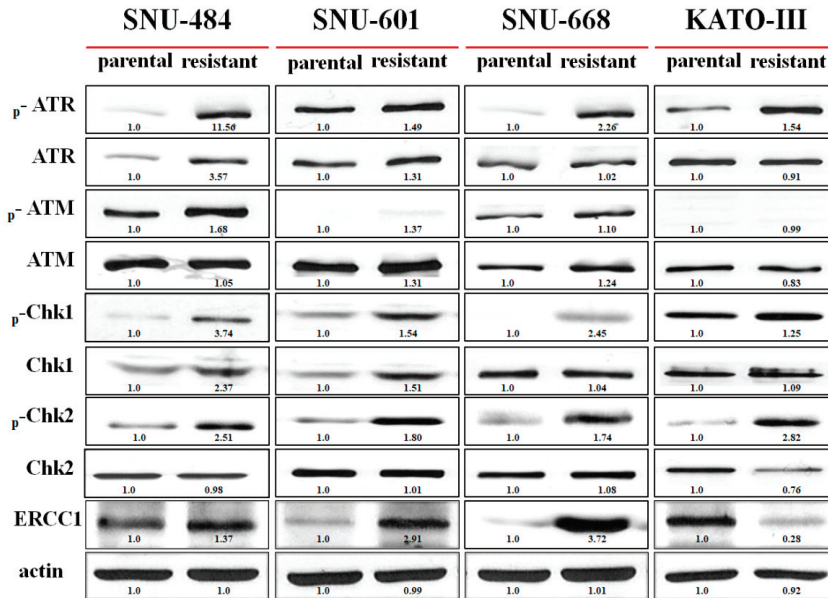 SNU-484 SNU-601 SNU-668 KATO-III
parental resistant parental resistant parental resistant parental resistant
p- ATR 1.0 11.56 1.0 1.49 1.0 2.26 1.0 1.54
ATR 1.0 3.57 1.0 1.31 1.0 1.02 1.0 0.91
p- ATM 1.0 1.68 1.0 1.37 1.0 1.10 1.0 0.99
ATM 1.0 1.05 1.0 1.31 1.0 1.24 1.0 0.83
p-Chk1 1.0 3.74 1.0 1.54 1.0 2.45 1.0 1.25
Chk1 1.0 2.37 1.0 1.51 1.0 1.04 1.0 1.09
p-Chk2 1.0 2.51 1.0 1.80 1.0 1.74 1.0 2.82
Chk2 1.0 0.98 1.0 1.01 1.0 1.08 1.0 0.76
ERCC1 1.0 1.37 1.0 2.91 1.0 3.72 1.0 0.28
actin 1.0 1.0 1.0 0.99 1.0 1.01 1.0 0.92